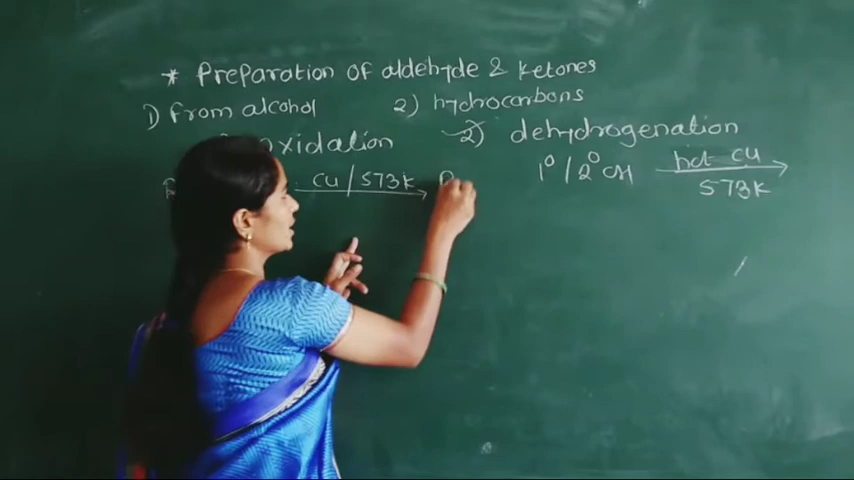 * Preparation of aldehyde & ketones
1) from alcohol 2) hydrocarbons
oxidation 2) dehydrogenation
Cu/573k 1°/2° OH hot Cu
573k